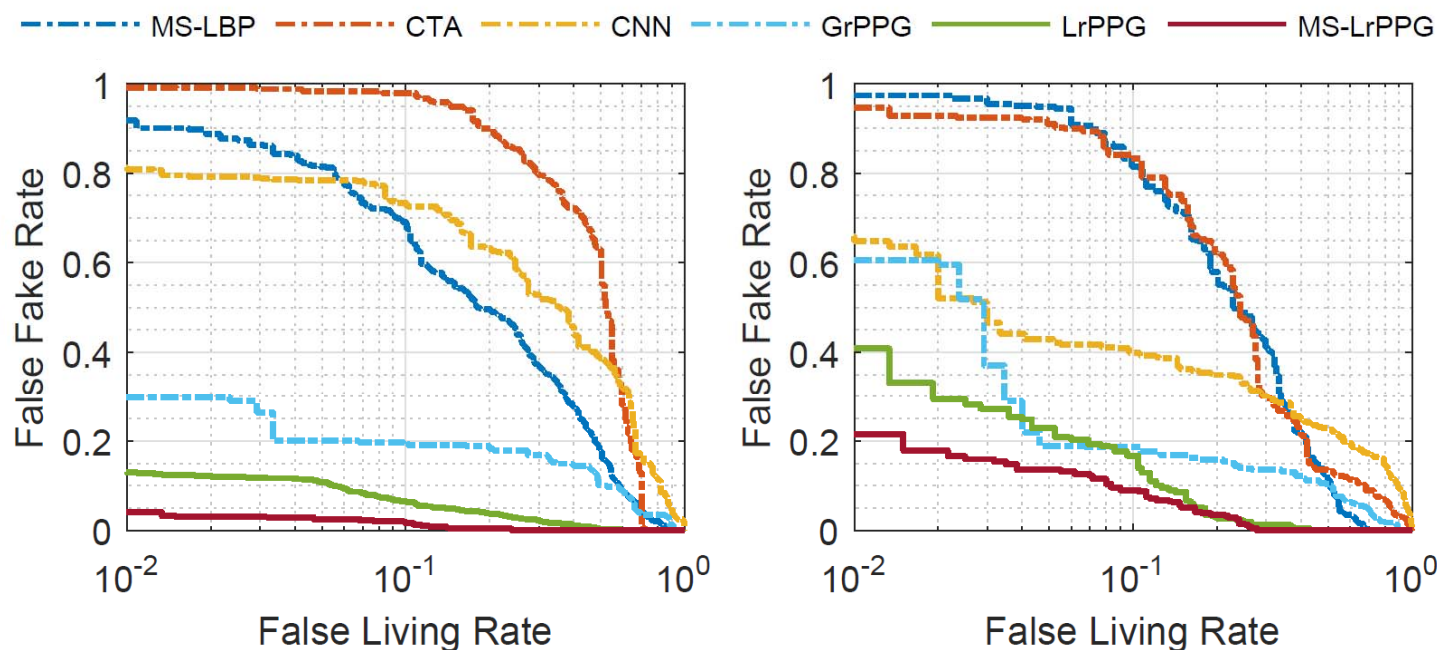 MS-LBP CTA CNN GrPPG LrPPG MS-LrPPG
1
0.8
0.6
0.4
0.2
0
False Fake Rate
10^-2 10^-1 10^0
False Living Rate
1
0.8
0.6
0.4
0.2
0
False Fake Rate
10^-2 10^-1 10^0
False Living Rate